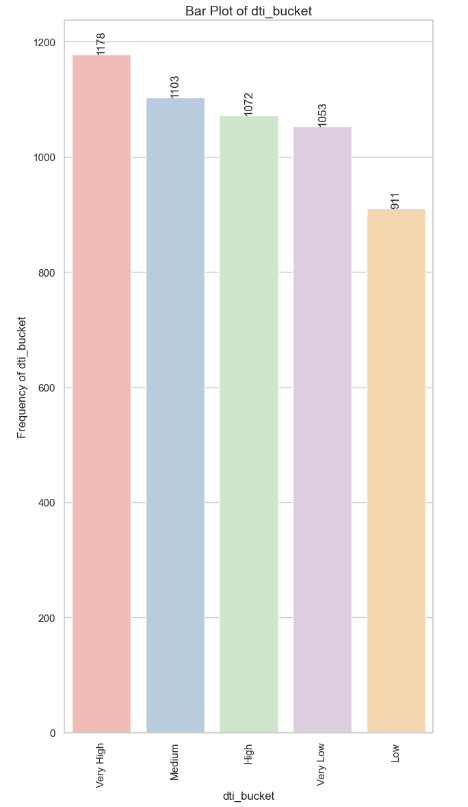 Bar Plot of dti_bucket
1200
1000
800
600
400
200
0
Frequency of dti_bucket
1178
1103
1072
1053
911
Very High
Medium
High
Very Low
Low
dti_bucket